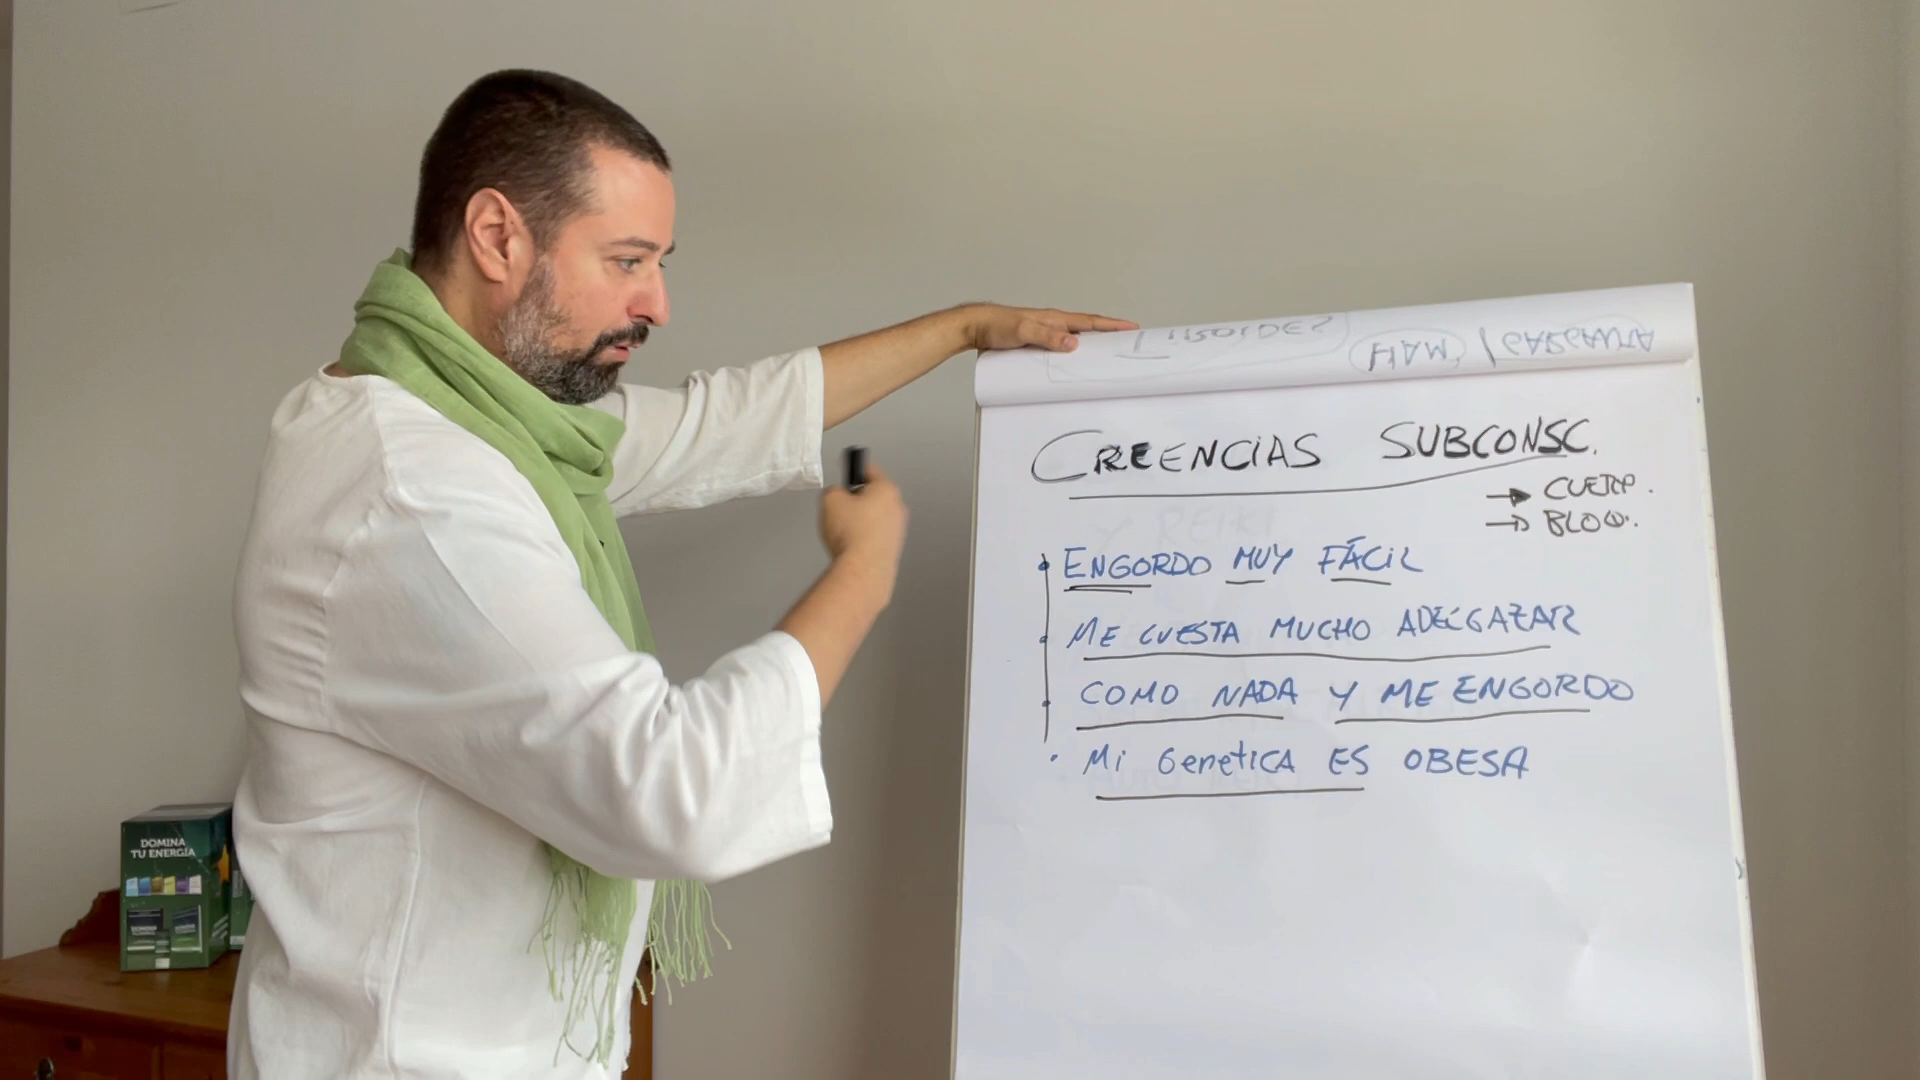 CREENCIAS SUBCONSC.
→ CUERP.
→ BLOQ.
• ENGORDO MUY FÁCIL
• ME CUESTA MUCHO ADELGAZAR
• COMO NADA Y ME ENGORDO
• Mi GenetiCA ES OBESA
Y REIKI
DOMINA
TU ENERGÍA